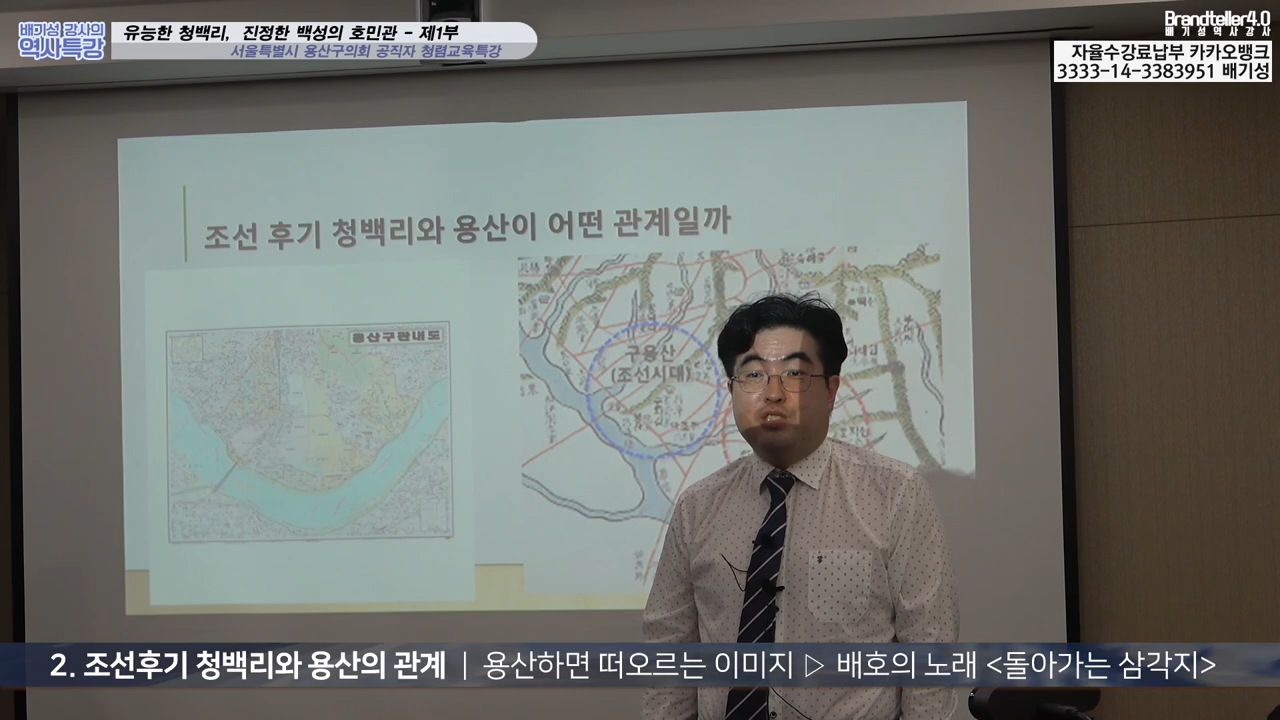 배기성 강사의
역사특강
유능한 청백리, 진정한 백성의 호민관 - 제1부
서울특별시 용산구의회 공직자 청렴교육특강
Brandteller4.0
배기성역사강사
자율수강료납부 카카오뱅크
3333-14-3383951 배기성
조선 후기 청백리와 용산이 어떤 관계일까
용산구관내도
구용산
(조선시대)
2. 조선후기 청백리와 용산의 관계 | 용산하면 떠오르는 이미지 ▷ 배호의 노래 <돌아가는 삼각지>